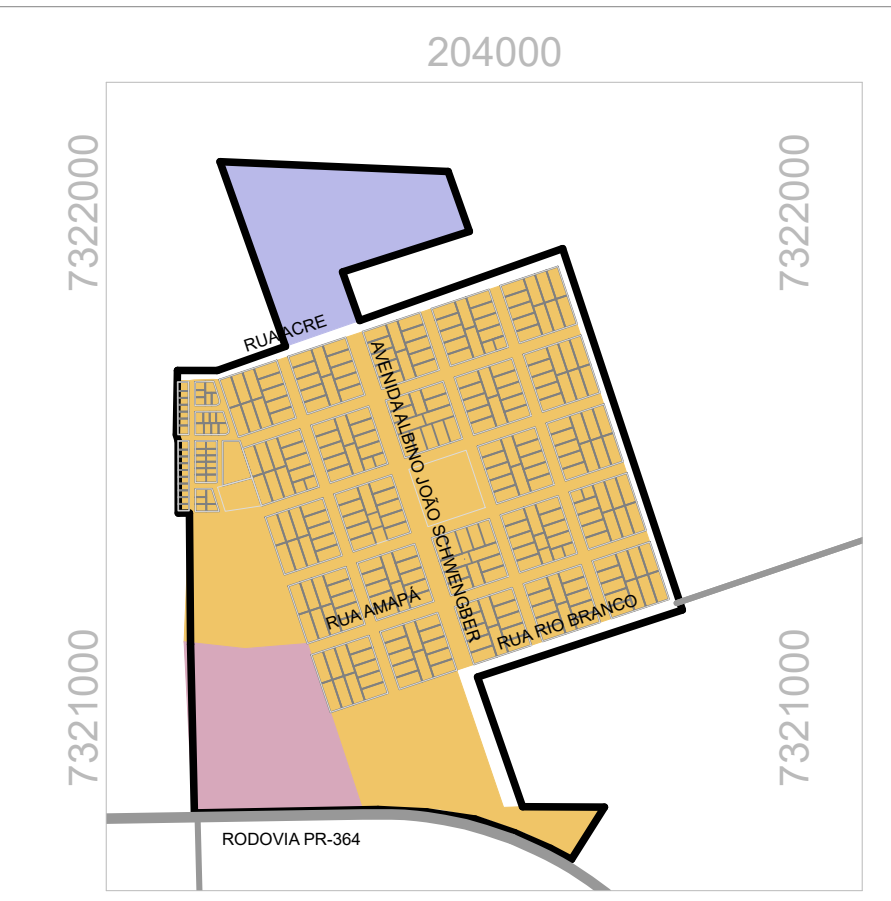 204000
7322000
7322000
RUA ACRE
AVENIDA ALBINO JOÃO SCHWENGBER
RUA AMAPÁ
RUA RIO BRANCO
7321000
7321000
RODOVIA PR-364